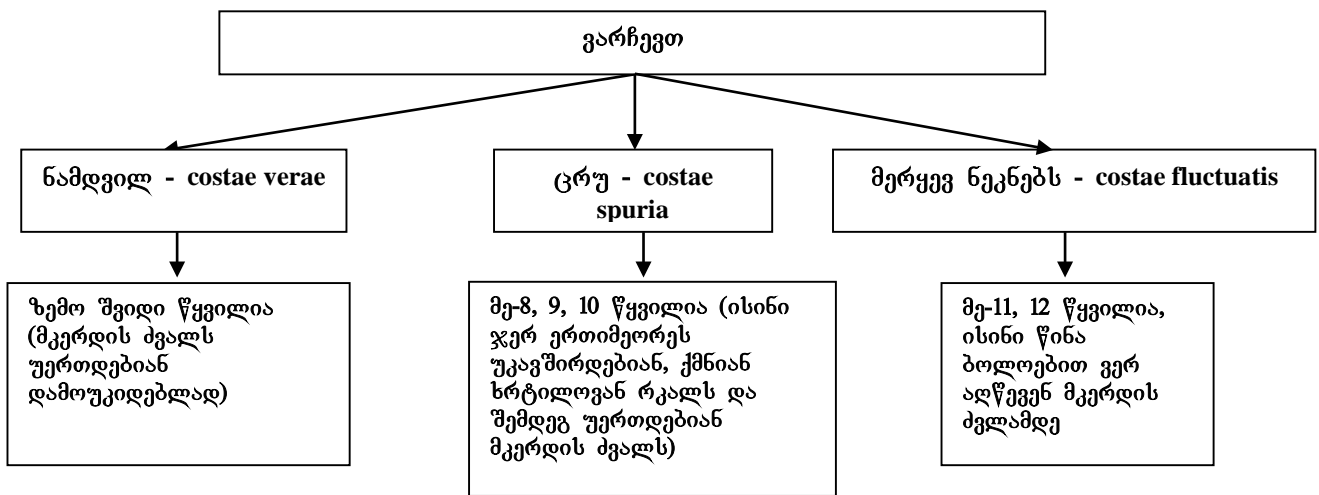 ვარჩევთ
ნამდვილ - costae verae
ცრუ - costae
spuria
მერყევ ნეკნებს - costae fluctuatis
ზემო შვიდი წყვილია
(მკერდის ძვალს
უერთდებიან
დამოუკიდებლად)
მე-8, 9, 10 წყვილია (ისინი
ჯერ ერთიმეორეს
უკავშირდებიან, ქმნიან
ხრტილოვან რკალს და
შემდეგ უერთდებიან
მკერდის ძვალს)
მე-11, 12 წყვილია,
ისინი წინა
ბოლოებით ვერ
აღწევენ მკერდის
ძვლამდე